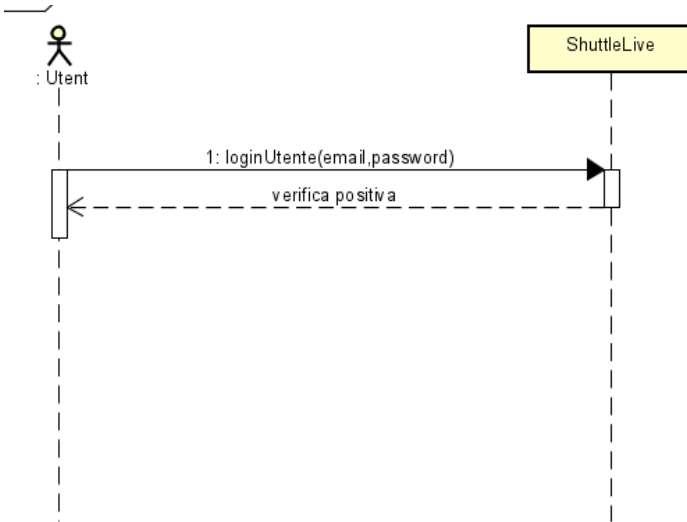 : Utent
ShuttleLive
1: loginUtente(email,password)
verifica positiva